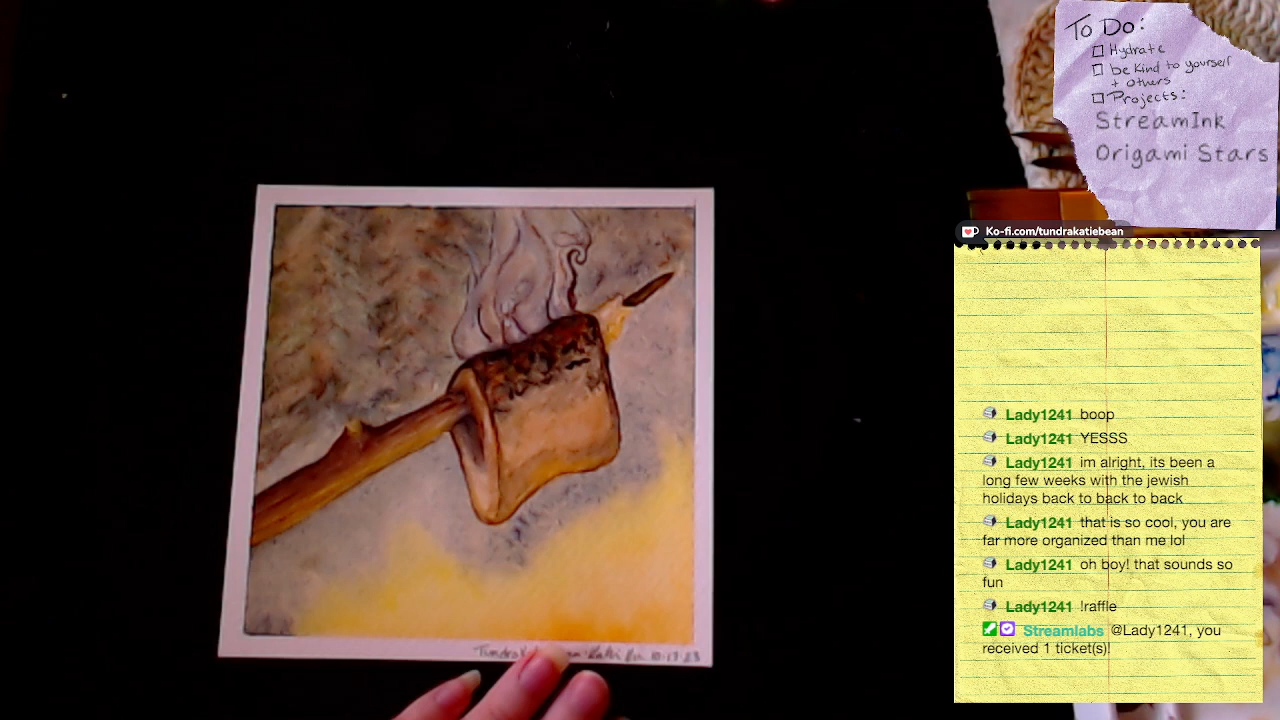 To Do:
Hydrate
be kind to yourself
+ others
Projects:
StreamInk
Origami Stars
Ko-fi.com/tundrakatiebean
Lady1241 boop
Lady1241 YESSS
Lady1241 im alright, its been a
long few weeks with the jewish
holidays back to back to back
Lady1241 that is so cool, you are
far more organized than me lol
Lady1241 oh boy! that sounds so
fun
Lady1241 !raffle
Streamlabs @Lady1241, you
received 1 ticket(s)!